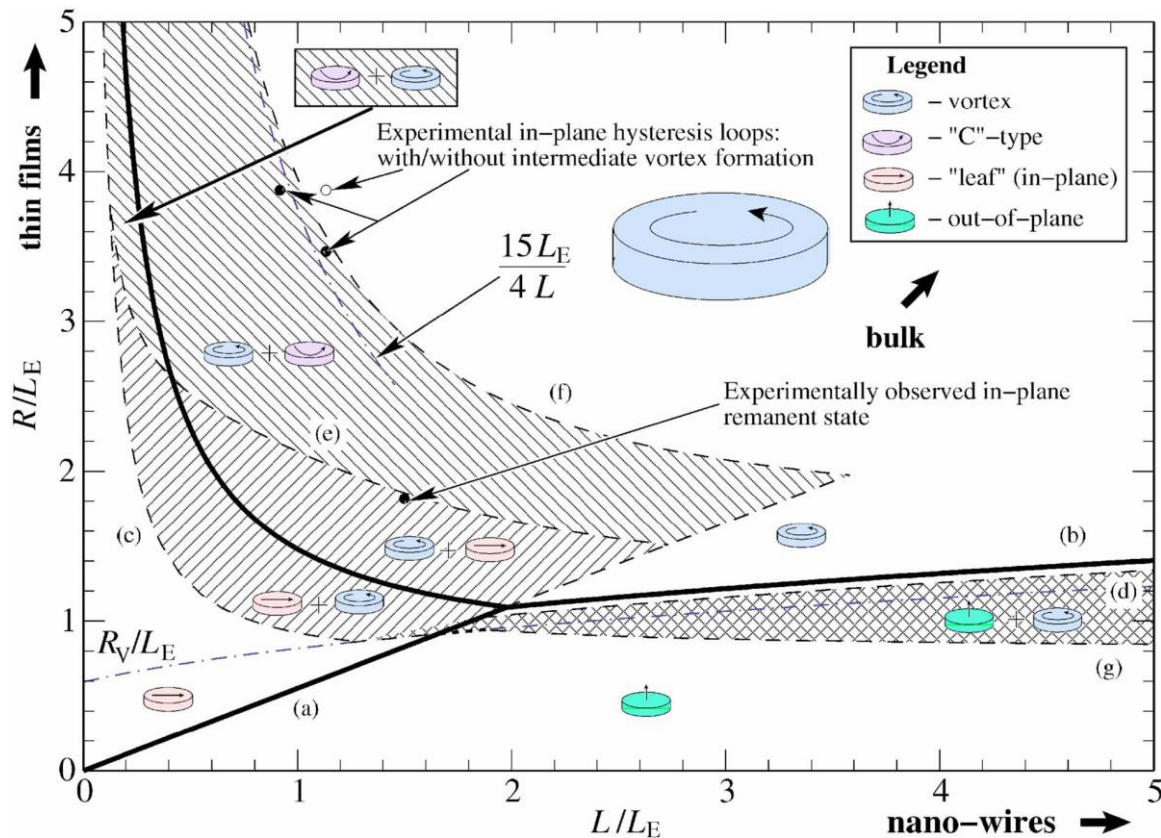 5
4
3
2
1
0
R/L_E
thin films
+
Experimental in-plane hysteresis loops:
with/without intermediate vortex formation
Legend
- vortex
- "C"-type
- "leaf" (in-plane)
- out-of-plane
15 L_E
4 L
bulk
+
(f)
Experimentally observed in-plane
remanent state
(e)
(c)
+
(b)
+
(d)
+
R_V/L_E
(g)
(a)
0
1
2
3
4
5
L/L_E
nano-wires